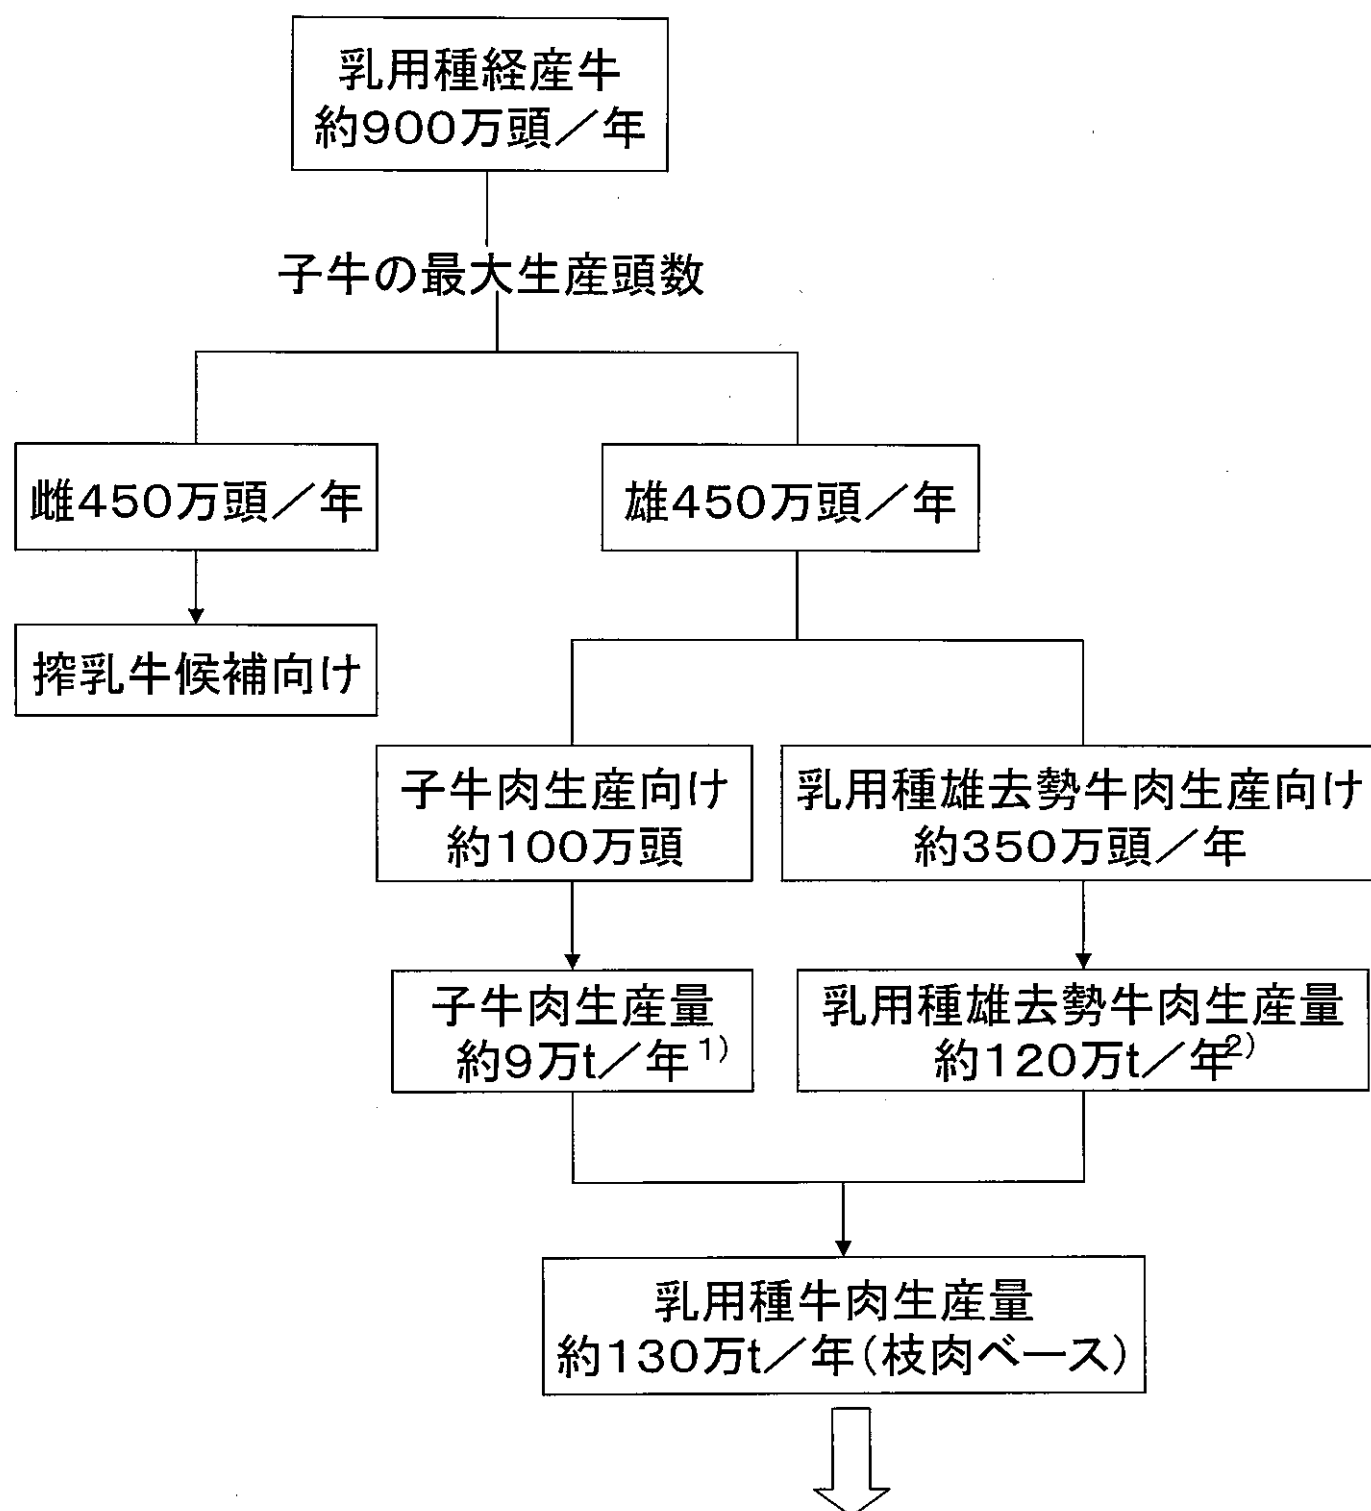 乳用種経産牛
約900万頭／年
子牛の最大生産頭数
雌450万頭／年
雄450万頭／年
搾乳牛候補向け
子牛肉生産向け
約100万頭
乳用種雄去勢牛肉生産向け
約350万頭／年
子牛肉生産量
約9万t／年1)
乳用種雄去勢牛肉生産量
約120万t／年2)
乳用種牛肉生産量
約130万t／年(枝肉ベース)